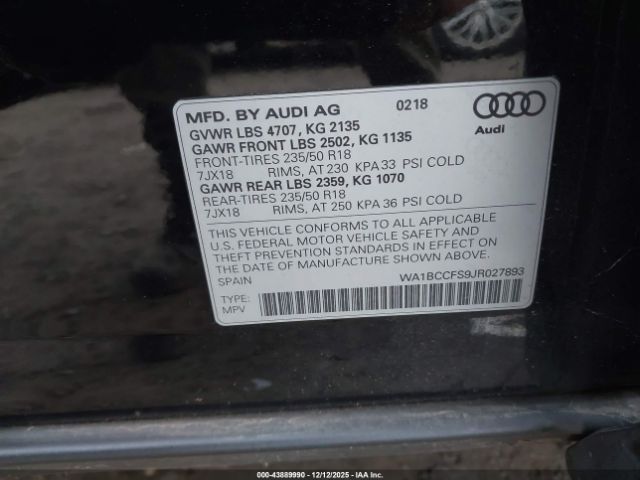 MFD. BY AUDI AG 0218
Audi
GVWR LBS 4707, KG 2135
GAWR FRONT LBS 2502, KG 1135
FRONT-TIRES 235/50 R18
7JX18 RIMS, AT 230 KPA 33 PSI COLD
GAWR REAR LBS 2359, KG 1070
REAR-TIRES 235/50 R18
7JX18 RIMS, AT 250 KPA 36 PSI COLD
THIS VEHICLE CONFORMS TO ALL APPLICABLE
U.S. FEDERAL MOTOR VEHICLE SAFETY AND
THEFT PREVENTION STANDARDS IN EFFECT ON
THE DATE OF MANUFACTURE SHOWN ABOVE.
SPAIN WA1BCCFS9JR027893
TYPE:
MPV
000-43889990 - 12/12/2025 - IAA Inc.